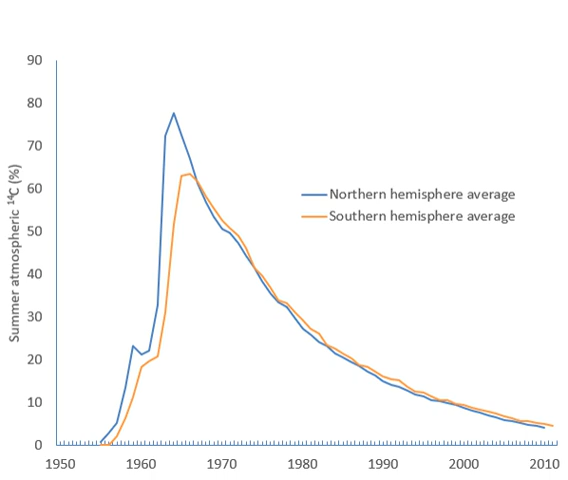 90
80
70
60
50
40
30
20
10
0
Summer atmospheric ¹⁴C (%)
Northern hemisphere average
Southern hemisphere average
1950 1960 1970 1980 1990 2000 2010